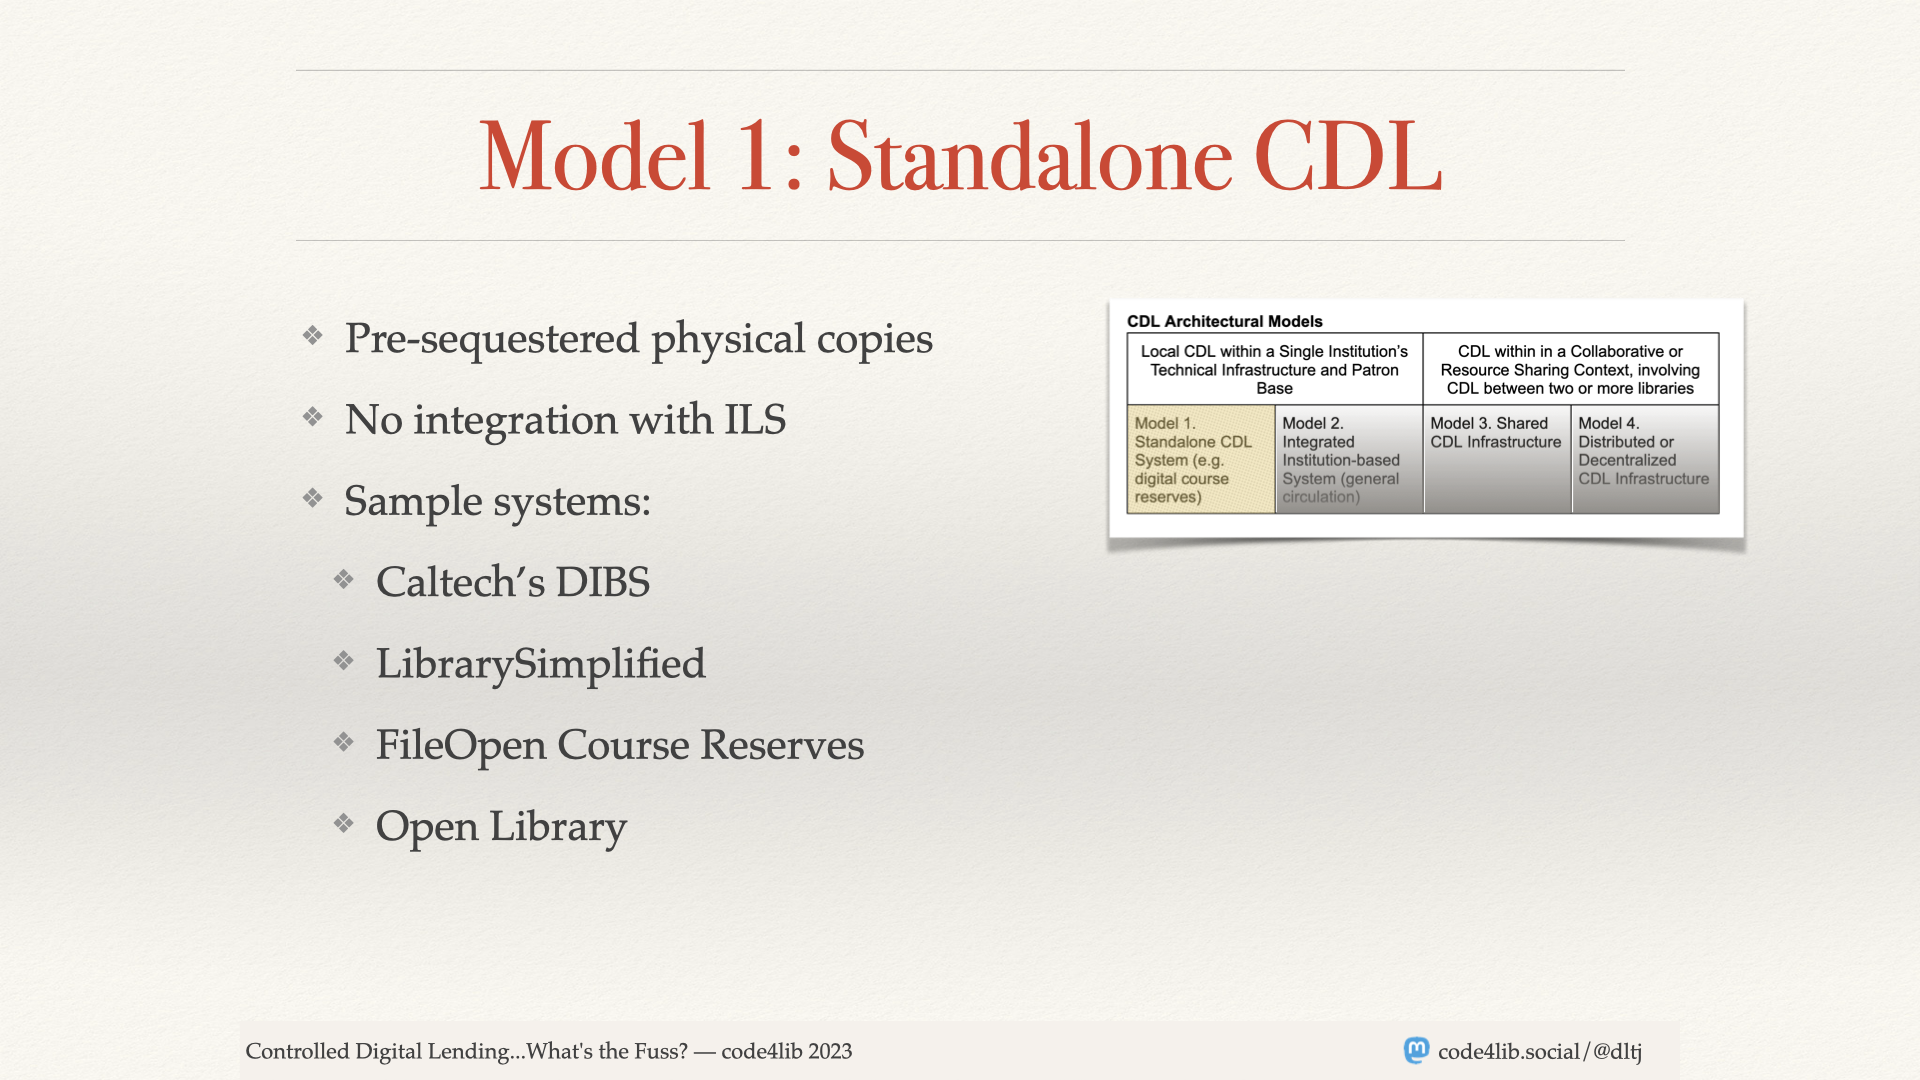 Model 1: Standalone CDL
Pre-sequestered physical copies
No integration with ILS
Sample systems:
Caltech’s DIBS
LibrarySimplified
FileOpen Course Reserves
Open Library
CDL Architectural Models
Local CDL within a Single Institution’s
Technical Infrastructure and Patron
Base
CDL within in a Collaborative or
Resource Sharing Context, involving
CDL between two or more libraries
Model 1.
Standalone CDL
System (e.g.
digital course
reserves)
Model 2.
Integrated
Institution-based
System (general
circulation)
Model 3. Shared
CDL Infrastructure
Model 4.
Distributed or
Decentralized
CDL Infrastructure
Controlled Digital Lending...What's the Fuss? — code4lib 2023
code4lib.social/@dltj